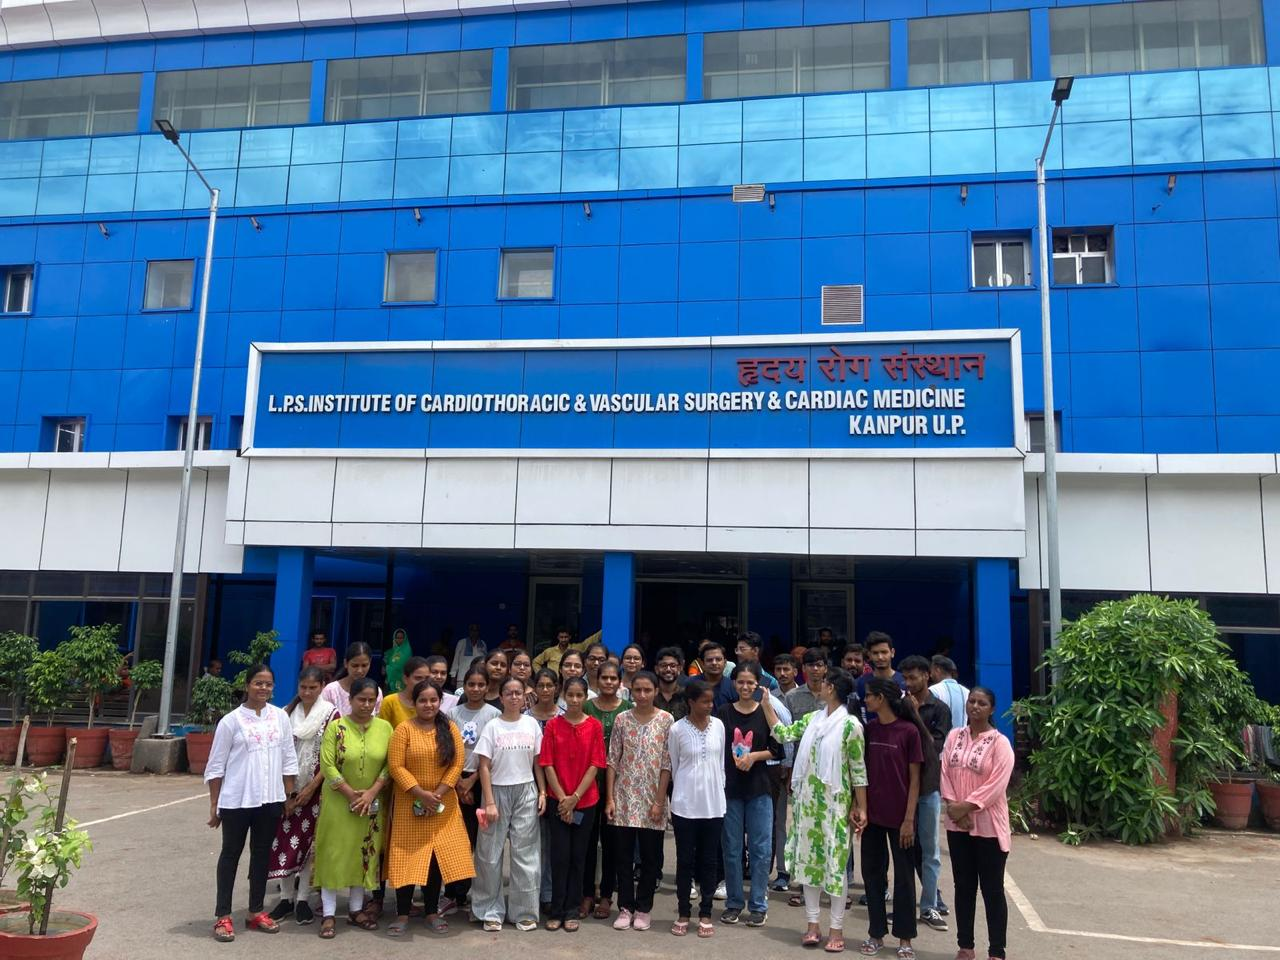 हृदय रोग संस्थान
L.P.S.INSTITUTE OF CARDIOTHORACIC & VASCULAR SURGERY & CARDIAC MEDICINE
KANPUR U.P.